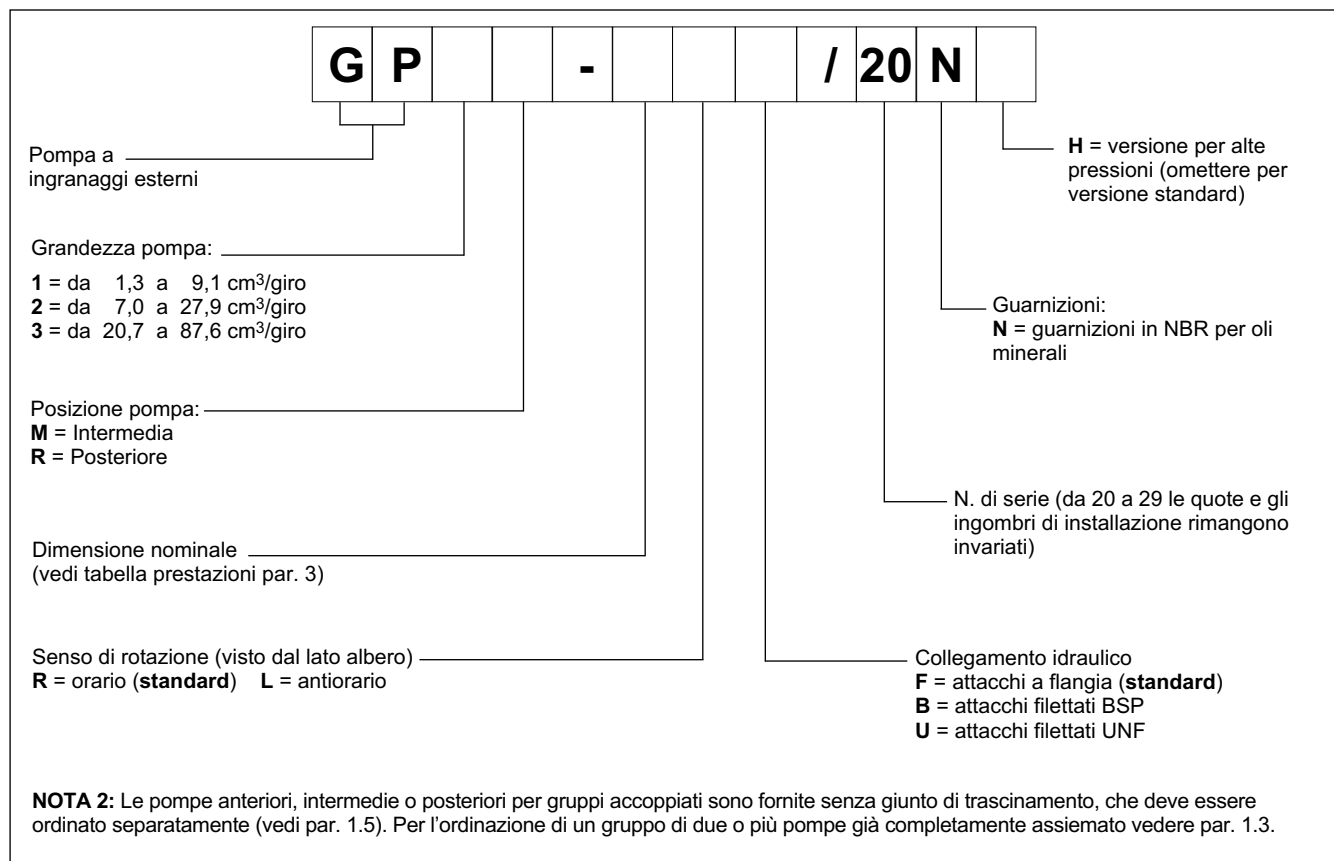 G P - / 20 N
Pompa a
ingranaggi esterni
H = versione per alte
pressioni (omettere per
versione standard)
Grandezza pompa:
1 = da 1,3 a 9,1 cm³/giro
2 = da 7,0 a 27,9 cm³/giro
3 = da 20,7 a 87,6 cm³/giro
Guarnizioni:
N = guarnizioni in NBR per oli
minerali
Posizione pompa:
M = Intermedia
R = Posteriore
N. di serie (da 20 a 29 le quote e gli
ingombri di installazione rimangono
invariati)
Dimensione nominale
(vedi tabella prestazioni par. 3)
Senso di rotazione (visto dal lato albero)
R = orario (standard) L = antiorario
Collegamento idraulico
F = attacchi a flangia (standard)
B = attacchi filettati BSP
U = attacchi filettati UNF
NOTA 2: Le pompe anteriori, intermedie o posteriori per gruppi accoppiati sono fornite senza giunto di trascinamento, che deve essere
ordinato separatamente (vedi par. 1.5). Per l'ordinazione di un gruppo di due o più pompe già completamente assiemato vedere par. 1.3.